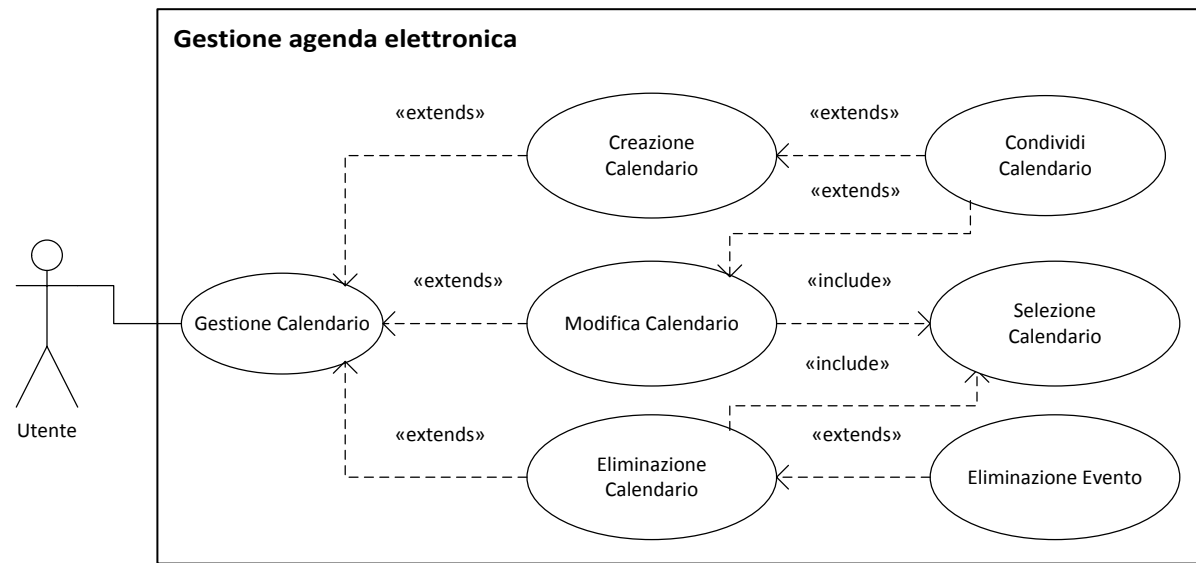 Gestione agenda elettronica
«extends»
Creazione
Calendario
«extends»
Condividi
Calendario
«extends»
Utente
Gestione Calendario
«extends»
Modifica Calendario
«include»
Selezione
Calendario
«include»
«extends»
Eliminazione
Calendario
«extends»
Eliminazione Evento